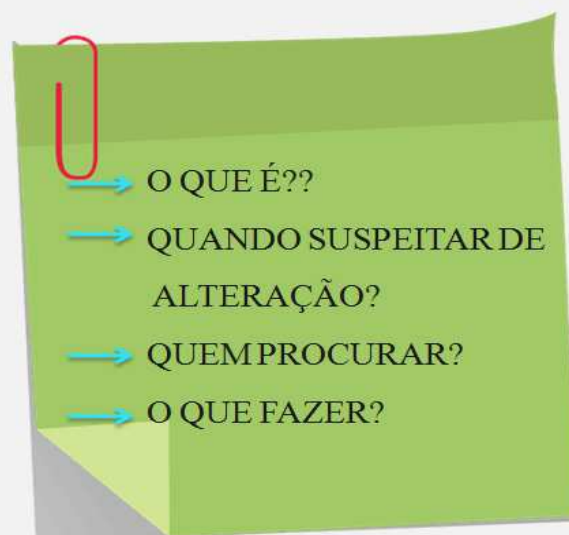 O QUE É??
QUANDO SUSPEITAR DE
ALTERAÇÃO?
QUEM PROCURAR?
O QUE FAZER?